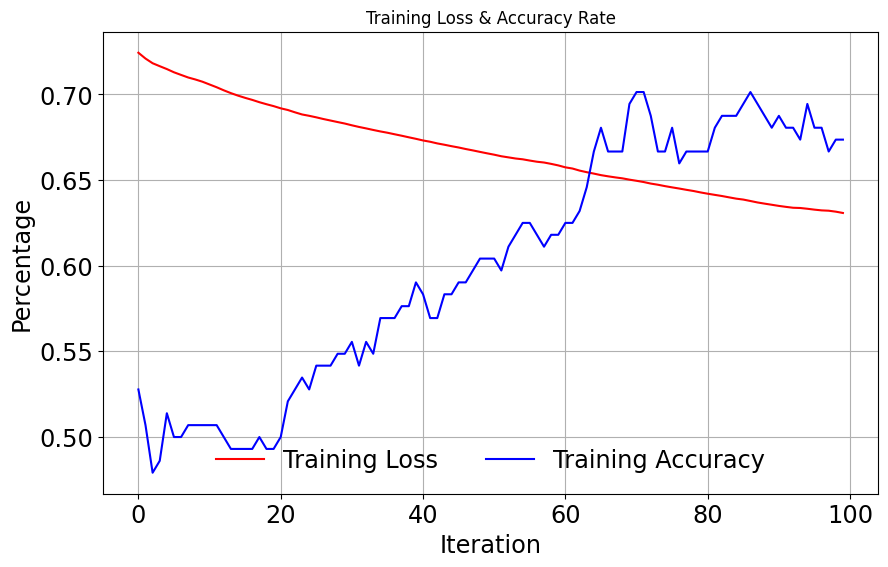 Training Loss & Accuracy Rate
Percentage
0.70
0.65
0.60
0.55
0.50
Training Loss
Training Accuracy
0 20 40 60 80 100
Iteration